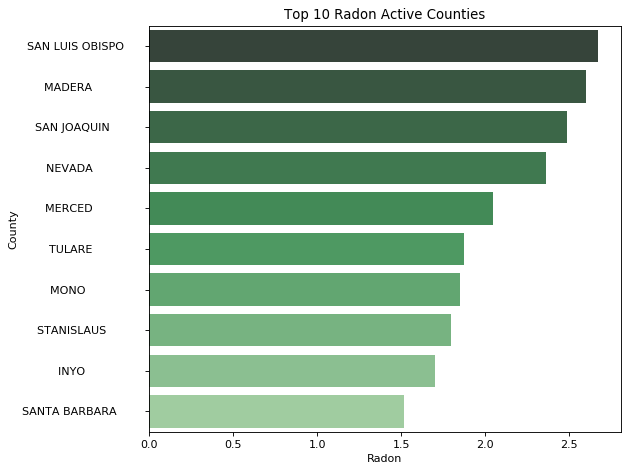 Top 10 Radon Active Counties
County
SAN LUIS OBISPO
MADERA
SAN JOAQUIN
NEVADA
MERCED
TULARE
MONO
STANISLAUS
INYO
SANTA BARBARA
0.0 0.5 1.0 1.5 2.0 2.5
Radon